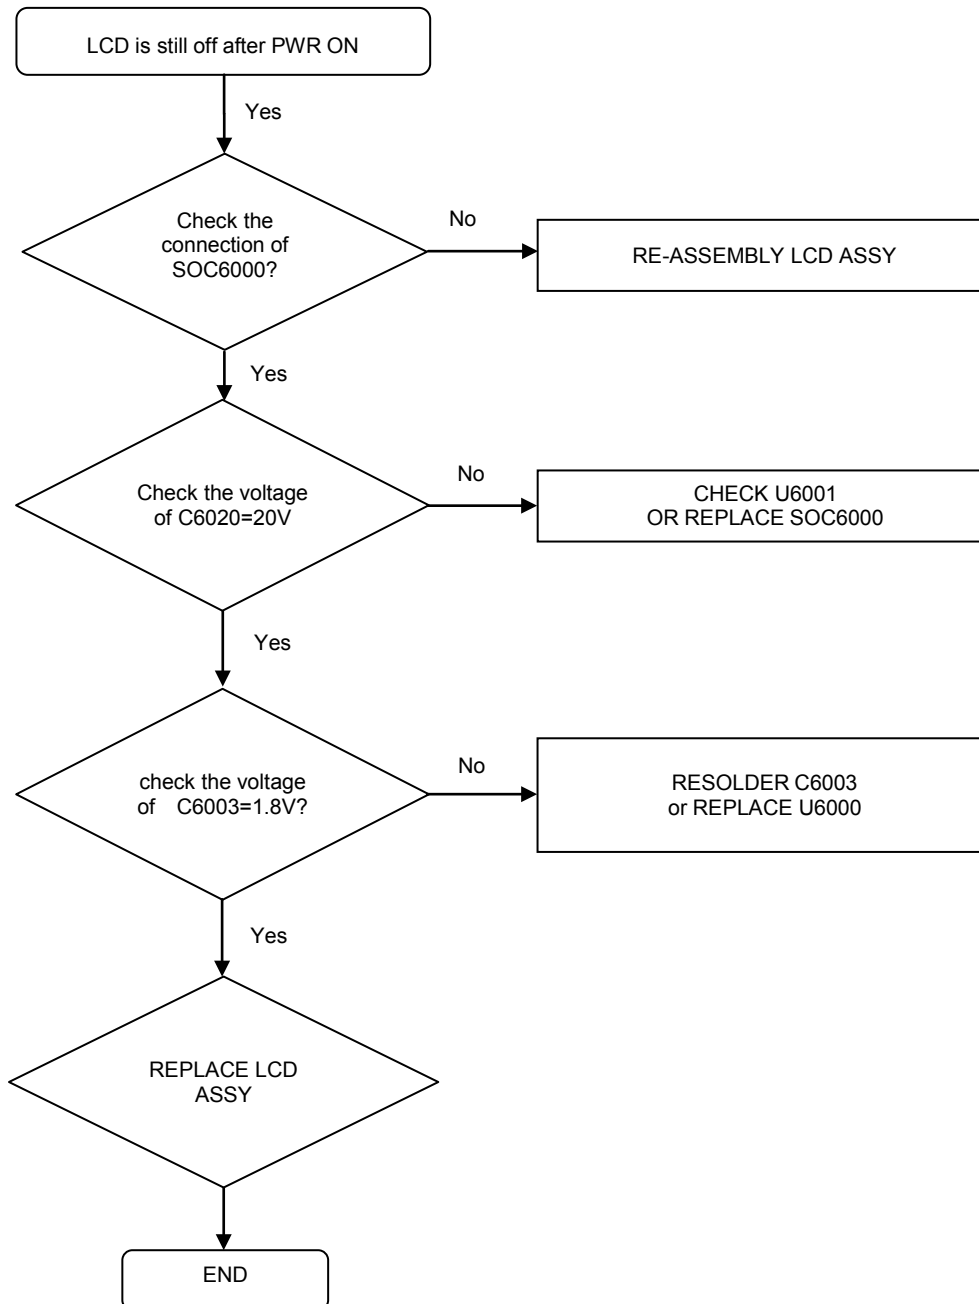 LCD is still off after PWR ON
Yes
Check the
connection of
SOC6000?
No
RE-ASSEMBLY LCD ASSY
Yes
Check the voltage
of C6020=20V
No
CHECK U6001
OR REPLACE SOC6000
Yes
check the voltage
of C6003=1.8V?
No
RESOLDER C6003
or REPLACE U6000
Yes
REPLACE LCD
ASSY
END